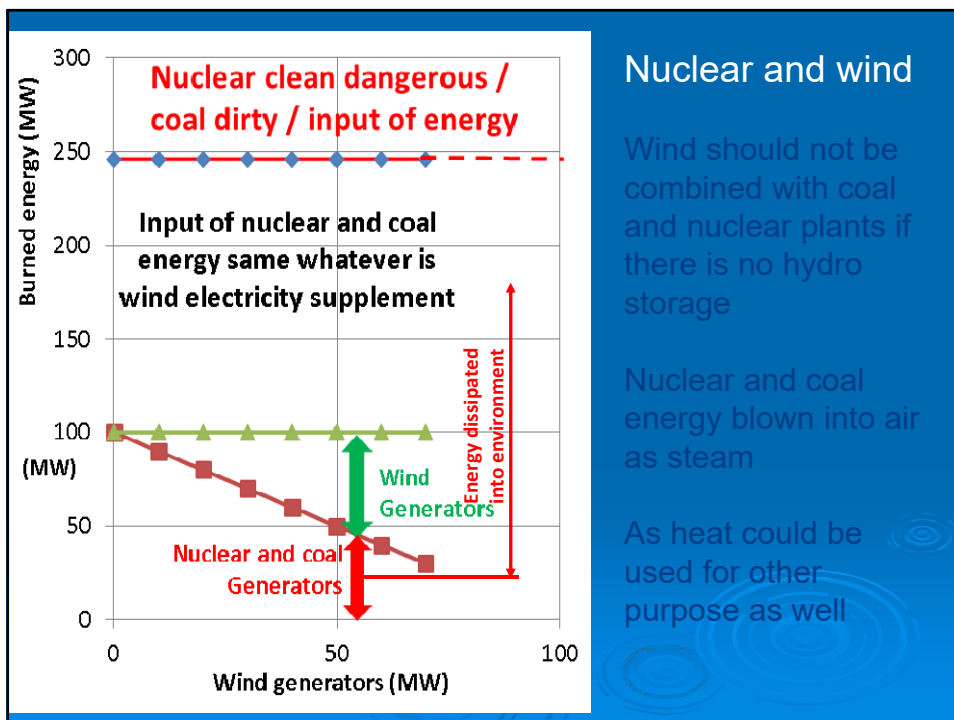 Nuclear clean dangerous /
coal dirty / input of energy
Input of nuclear and coal
energy same whatever is
wind electricity supplement
Burned energy (MW)
300
250
200
150
100
(MW)
50
0
Energy dissipated
into environment
Wind
Generators
Nuclear and coal
Generators
0
50
100
Wind generators (MW)
Nuclear and wind
Wind should not be
combined with coal
and nuclear plants if
there is no hydro
storage
Nuclear and coal
energy blown into air
as steam
As heat could be
used for other
purpose as well